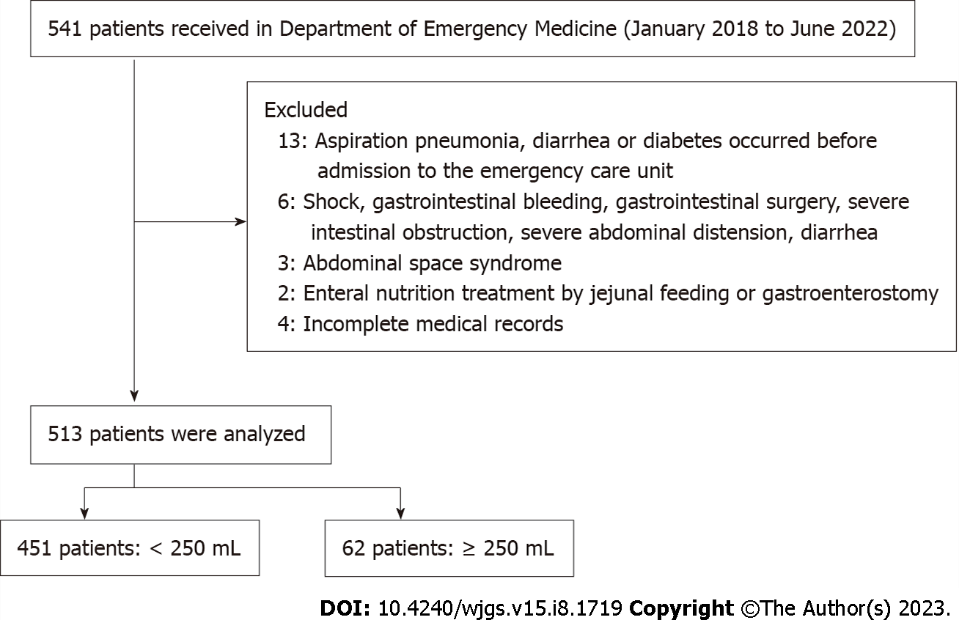 541 patients received in Department of Emergency Medicine (January 2018 to June 2022)
Excluded
13: Aspiration pneumonia, diarrhea or diabetes occurred before
admission to the emergency care unit
6: Shock, gastrointestinal bleeding, gastrointestinal surgery, severe
intestinal obstruction, severe abdominal distension, diarrhea
3: Abdominal space syndrome
2: Enteral nutrition treatment by jejunal feeding or gastroenterostomy
4: Incomplete medical records
513 patients were analyzed
451 patients: < 250 mL
62 patients: ≥ 250 mL
DOI: 10.4240/wjgs.v15.i8.1719 Copyright ©The Author(s) 2023.